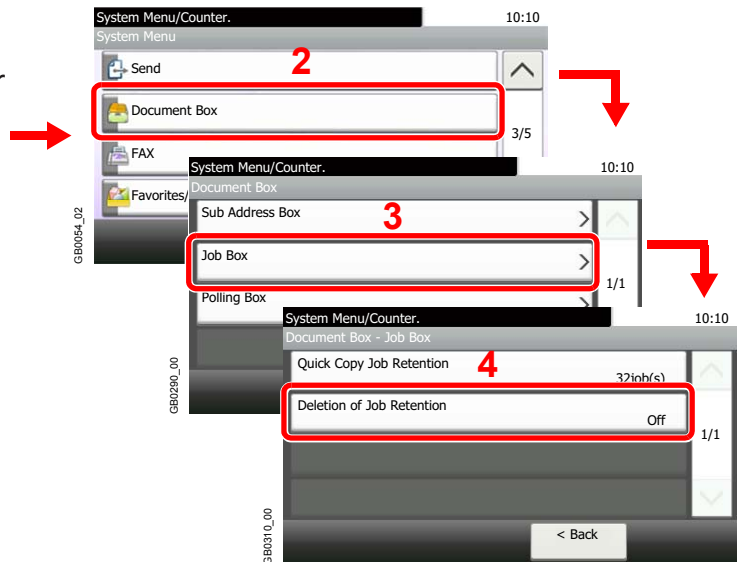 System Menu/Counter. 10:10
System Menu
Send 2
Document Box
3/5
FAX
Favorites/
GB0054_02
r
System Menu/Counter. 10:10
Document Box
Sub Address Box 3
Job Box
1/1
Polling Box
GB0290_00
System Menu/Counter. 10:10
Document Box - Job Box
Quick Copy Job Retention 4
32job(s)
Deletion of Job Retention
Off
1/1
< Back
GB0310_00